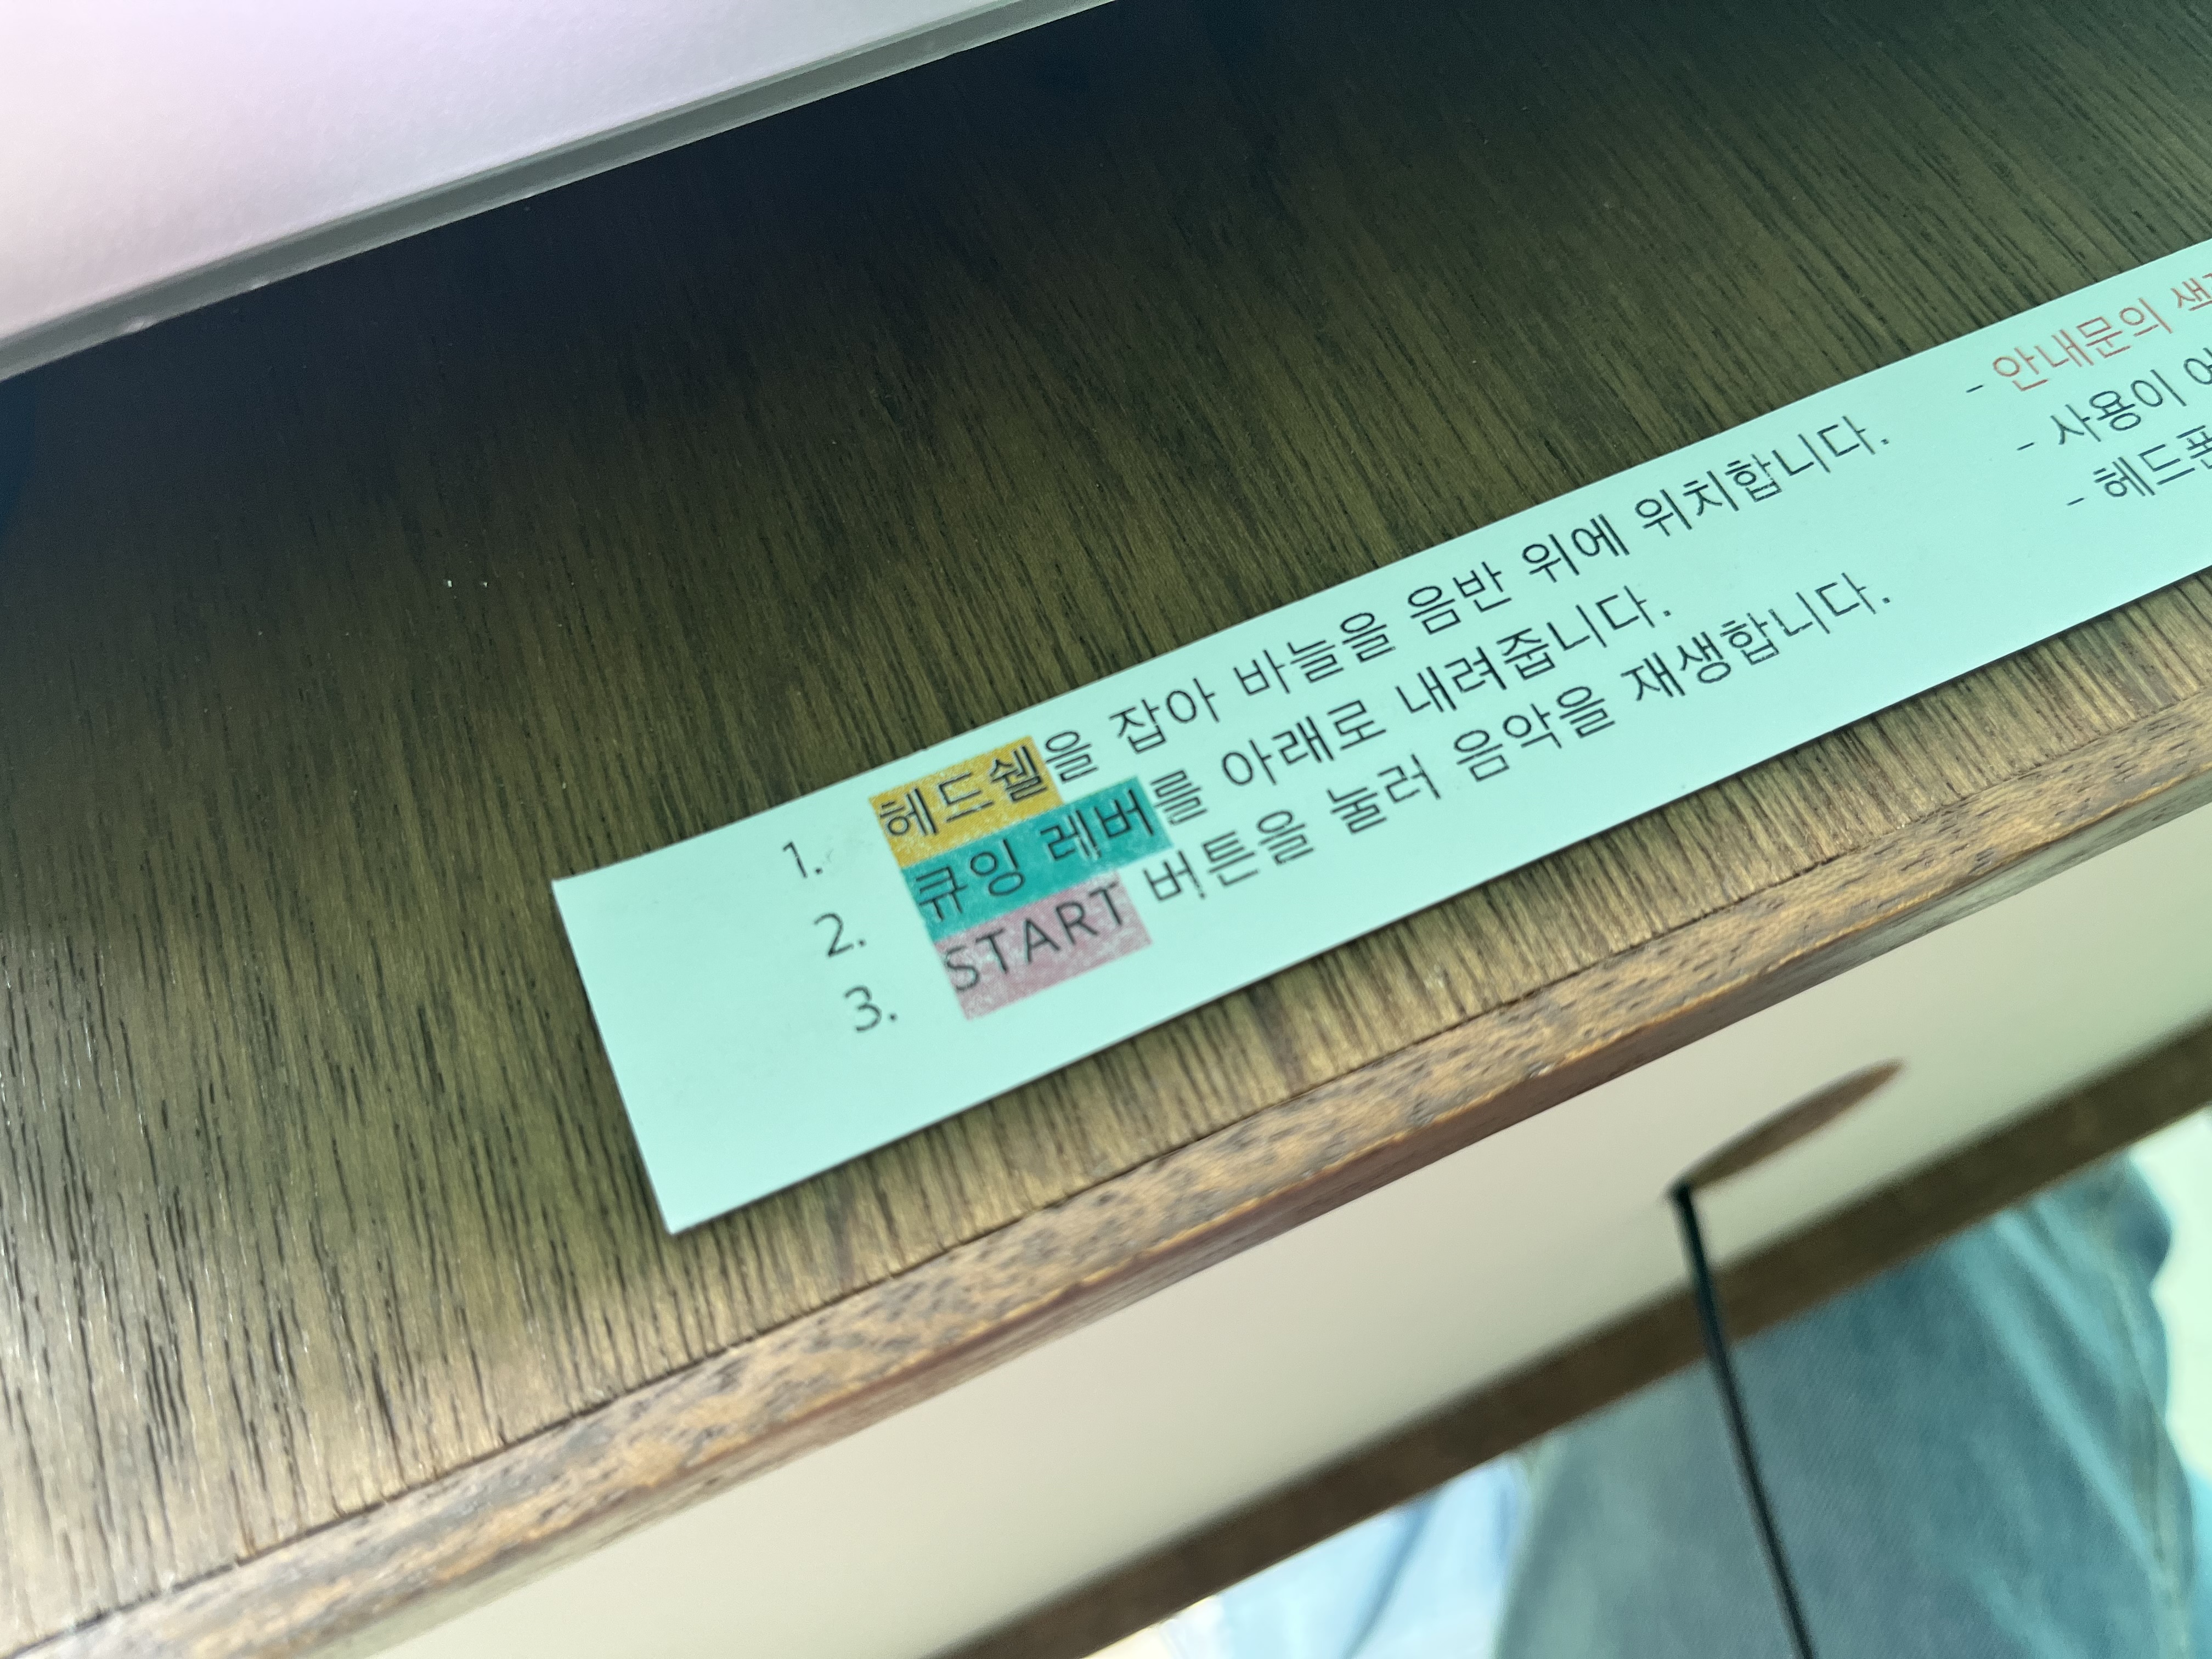 1. 헤드쉘을 잡아 바늘을 음반 위에 위치합니다.
2. 큐잉 레버를 아래로 내려줍니다.
3. START 버튼을 눌러 음악을 재생합니다.
- 안내문의
- 사용이
- 헤드폰